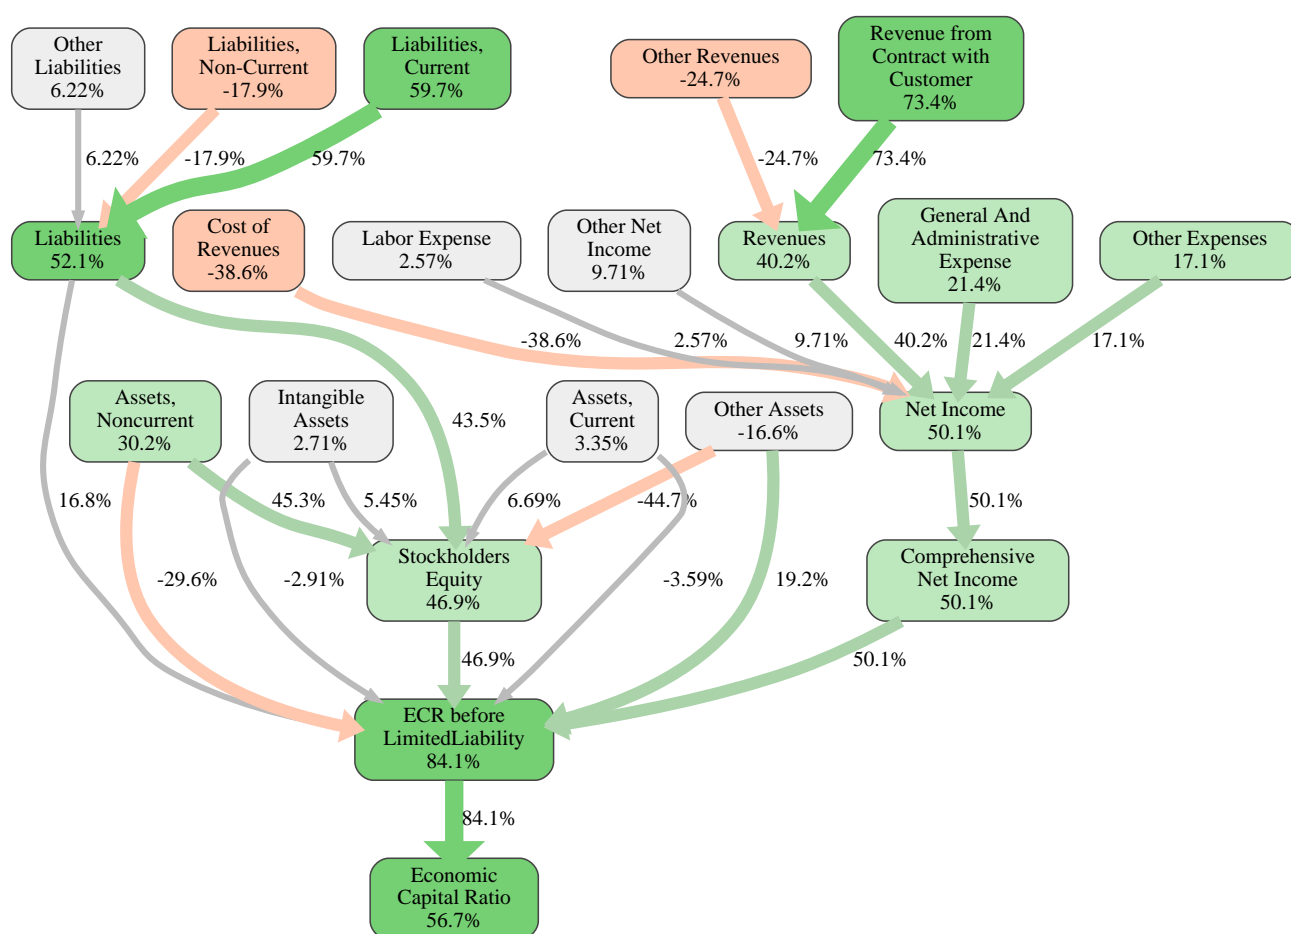 Other
Liabilities
6.22%
Liabilities,
Non-Current
-17.9%
Liabilities,
Current
59.7%
Other Revenues
-24.7%
Revenue from
Contract with
Customer
73.4%
6.22%
-17.9%
59.7%
-24.7%
73.4%
Liabilities
52.1%
Cost of
Revenues
-38.6%
Labor Expense
2.57%
Other Net
Income
9.71%
Revenues
40.2%
General And
Administrative
Expense
21.4%
Other Expenses
17.1%
-38.6%
2.57%
9.71%
40.2%
21.4%
17.1%
Assets,
Noncurrent
30.2%
Intangible
Assets
2.71%
43.5%
Assets,
Current
3.35%
Other Assets
-16.6%
Net Income
50.1%
16.8%
45.3%
5.45%
6.69%
-44.7%
50.1%
-29.6%
-2.91%
Stockholders
Equity
46.9%
-3.59%
19.2%
Comprehensive
Net Income
50.1%
46.9%
50.1%
ECR before
LimitedLiability
84.1%
84.1%
Economic
Capital Ratio
56.7%